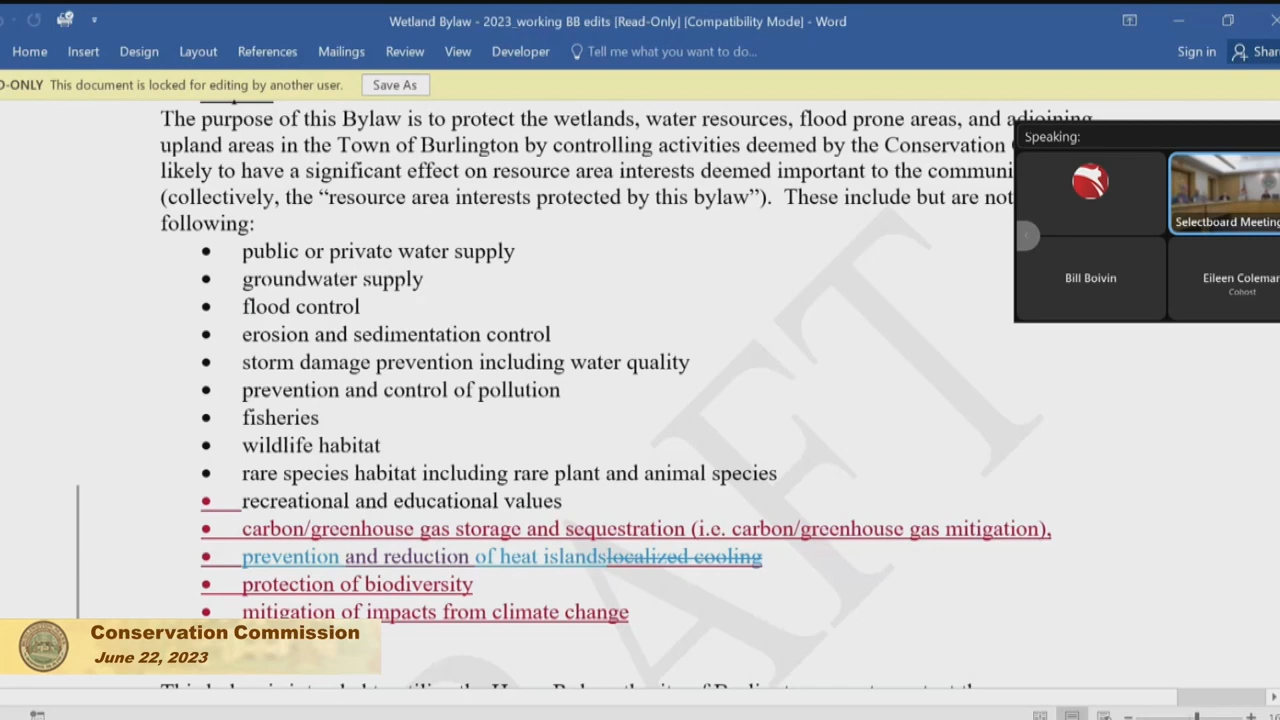 Wetland Bylaw - 2023_working BB edits [Read-Only] [Compatibility Mode] - Word
Home Insert Design Layout References Mailings Review View Developer Tell me what you want to do... Sign in Shar
O-ONLY This document is locked for editing by another user. Save As
The purpose of this Bylaw is to protect the wetlands, water resources, flood prone areas, and adjoining
upland areas in the Town of Burlington by controlling activities deemed by the Conservation
likely to have a significant effect on resource area interests deemed important to the communi
(collectively, the “resource area interests protected by this bylaw”). These include but are not
following:
• public or private water supply
• groundwater supply
• flood control
• erosion and sedimentation control
• storm damage prevention including water quality
• prevention and control of pollution
• fisheries
• wildlife habitat
• rare species habitat including rare plant and animal species
• recreational and educational values
• carbon/greenhouse gas storage and sequestration (i.e. carbon/greenhouse gas mitigation),
• prevention and reduction of heat islandslocalized cooling
• protection of biodiversity
• mitigation of impacts from climate change
Speaking:
Selectboard Meeting
Bill Boivin
Eileen Coleman
Cohost
Conservation Commission
June 22, 2023
DRAFT